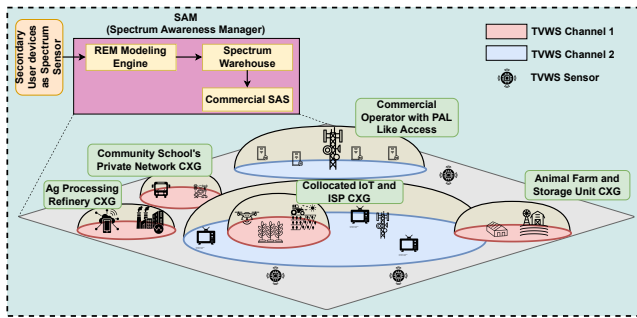 SAM
(Spectrum Awareness Manager)
Secondary
User devices
as Spectrum
Sensor
REM Modeling
Engine
Spectrum
Warehouse
Commercial SAS
TVWS Channel 1
TVWS Channel 2
TVWS Sensor
Commercial
Operator with PAL
Like Access
Community School's
Private Network CXG
Ag Processing
Refinery CXG
Collocated IoT and
ISP CXG
Animal Farm and
Storage Unit CXG